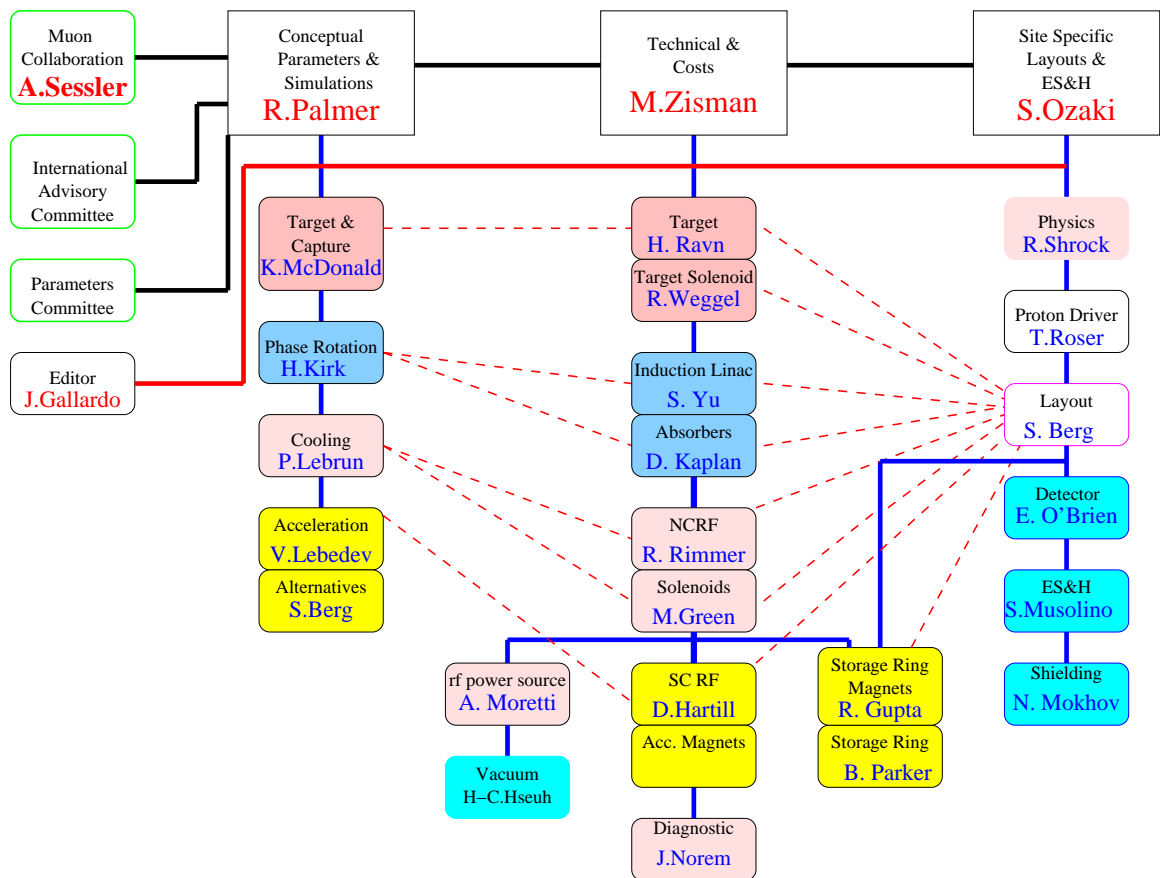 Muon
Collaboration
A.Sessler
Conceptual
Parameters &
Simulations
R.Palmer
Technical &
Costs
M.Zisman
Site Specific
Layouts &
ES&H
S.Ozaki
International
Advisory
Committee
Parameters
Committee
Editor
J.Gallardo
Target &
Capture
K.McDonald
Phase Rotation
H.Kirk
Cooling
P.Lebrun
Acceleration
V.Lebedev
Alternatives
S.Berg
Target
H. Ravn
Target Solenoid
R.Weggel
Induction Linac
S. Yu
Absorbers
D. Kaplan
NCRF
R. Rimmer
Solenoids
M.Green
rf power source
A. Moretti
Vacuum
H−C.Hseuh
SC RF
D.Hartill
Acc. Magnets
Diagnostic
J.Norem
Storage Ring
Magnets
R. Gupta
Storage Ring
B. Parker
Physics
R.Shrock
Proton Driver
T.Roser
Layout
S. Berg
Detector
E. O'Brien
ES&H
S.Musolino
Shielding
N. Mokhov